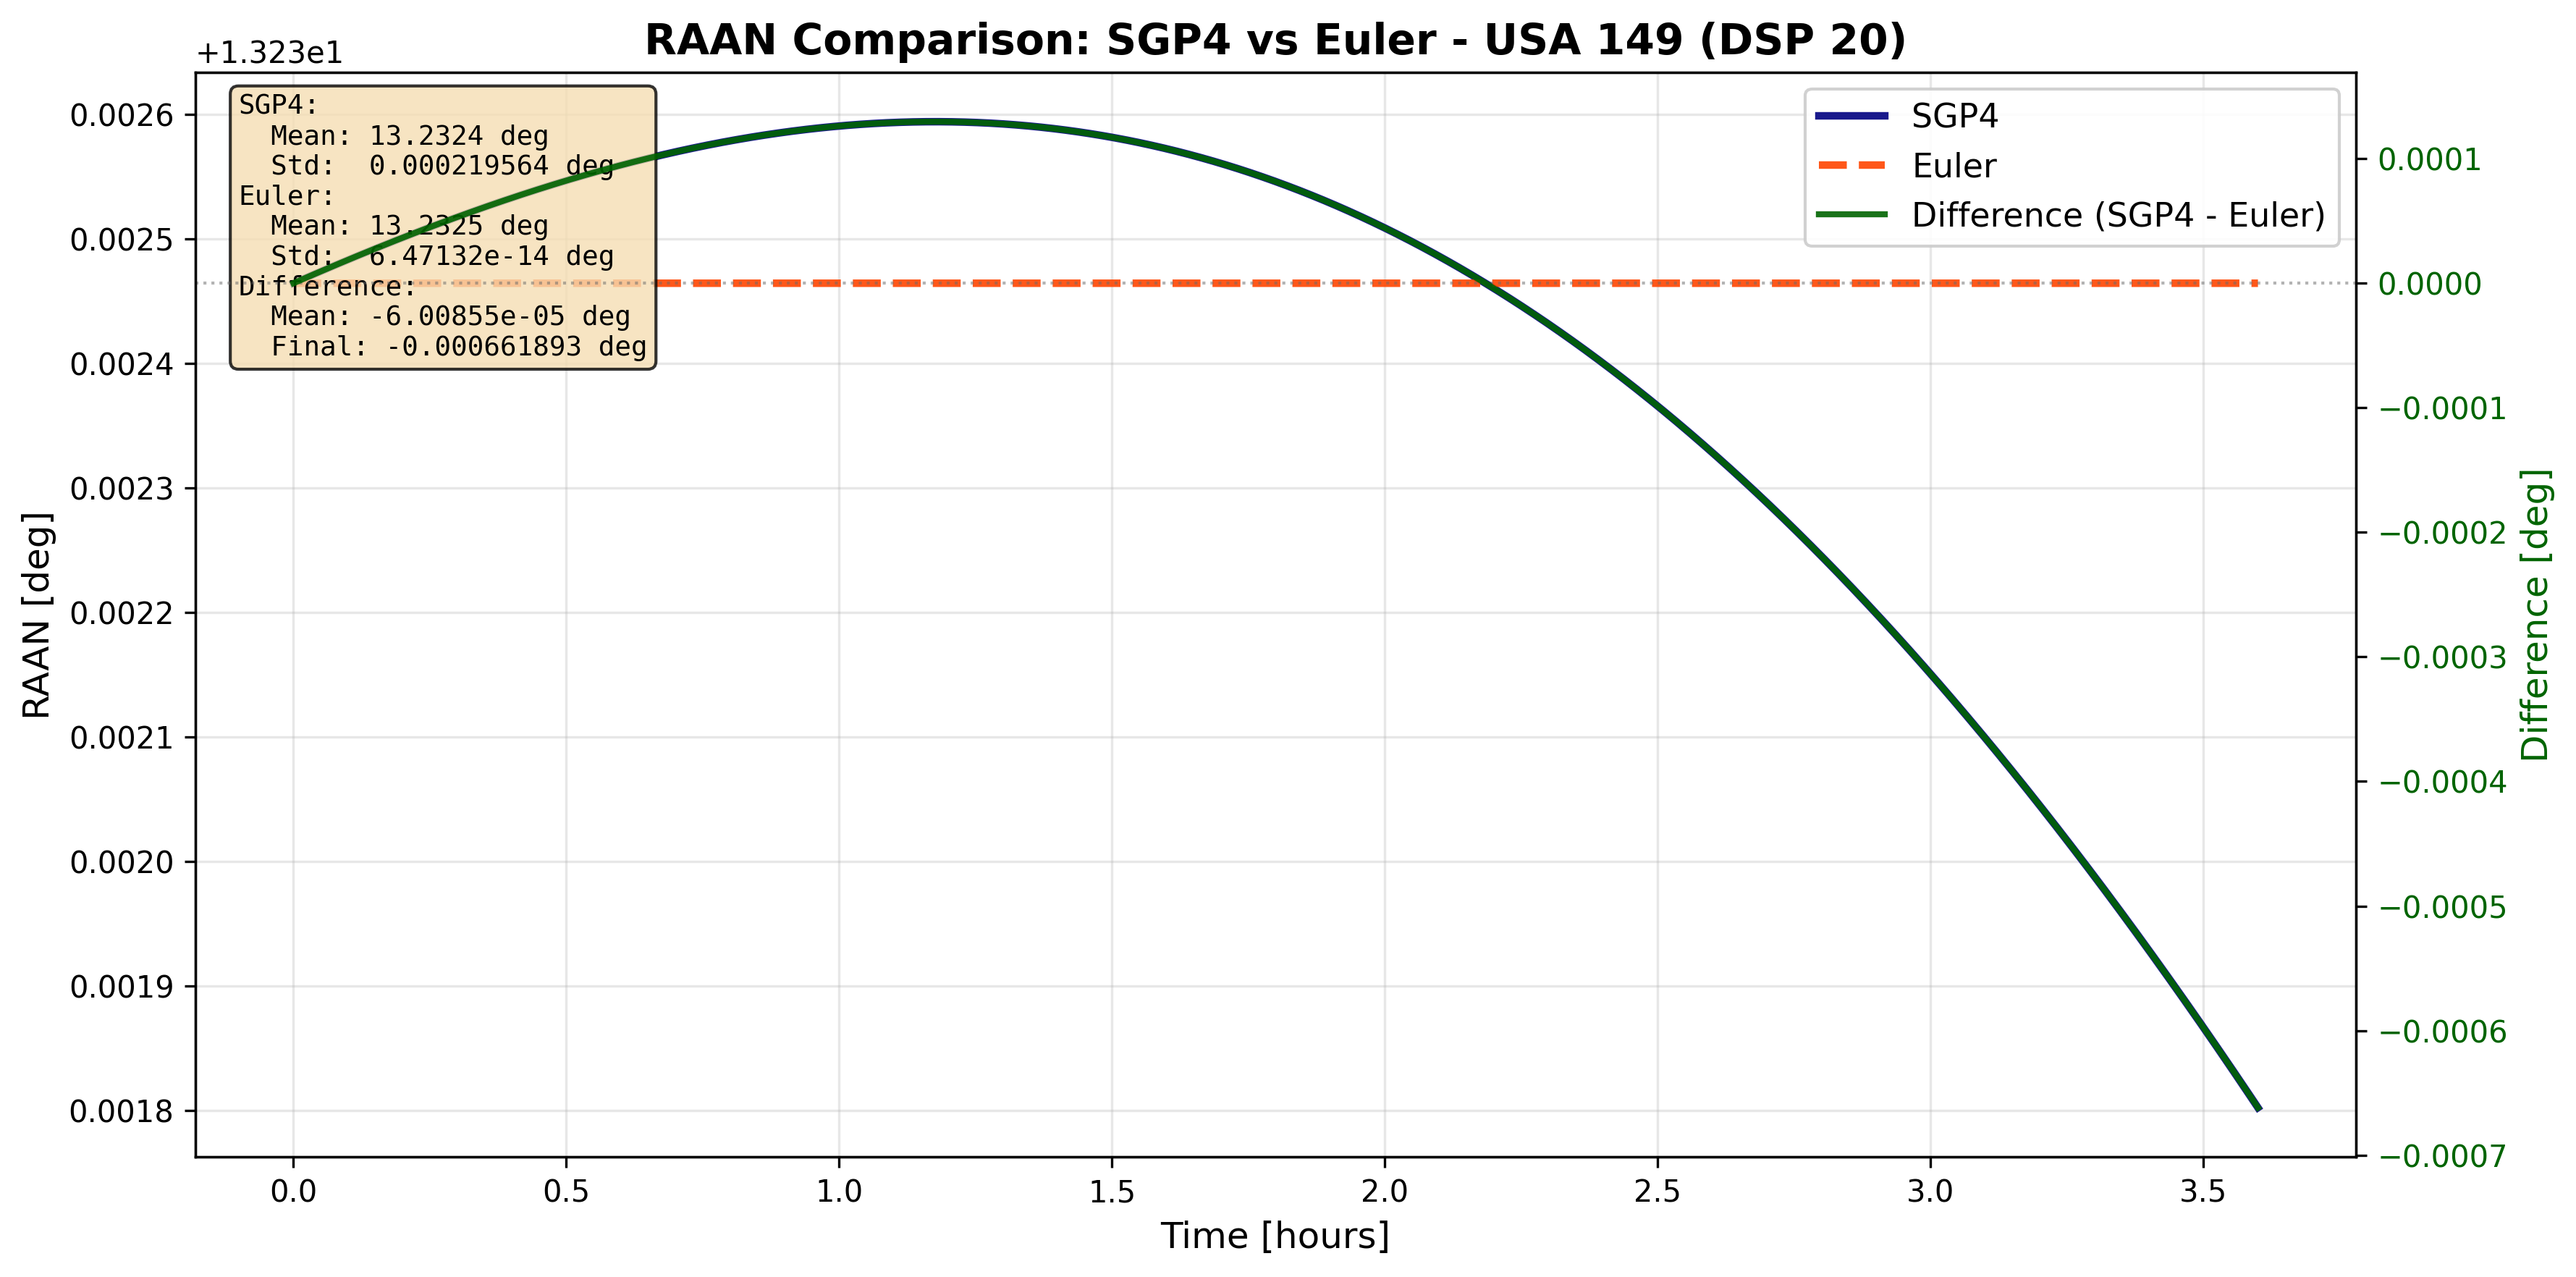 RAAN Comparison: SGP4 vs Euler - USA 149 (DSP 20)
+1.323e1
SGP4:
Mean: 13.2324 deg
Std: 0.000219564 deg
Euler:
Mean: 13.2325 deg
Std: 6.47132e-14 deg
Difference:
Mean: -6.00855e-05 deg
Final: -0.000661893 deg
SGP4
Euler
Difference (SGP4 - Euler)
0.0026
0.0025
0.0024
0.0023
0.0022
0.0021
0.0020
0.0019
0.0018
RAAN [deg]
0.0001
0.0000
−0.0001
−0.0002
−0.0003
−0.0004
−0.0005
−0.0006
−0.0007
Difference [deg]
0.0 0.5 1.0 1.5 2.0 2.5 3.0 3.5
Time [hours]